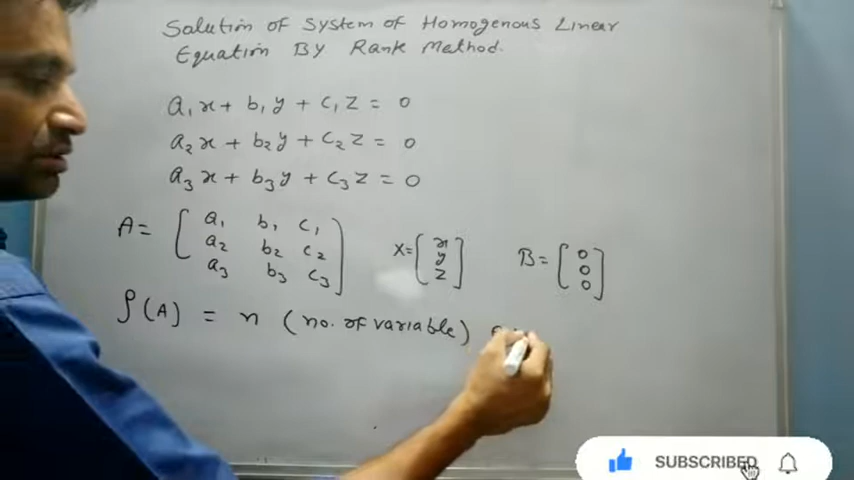 Solution of System of Homogenous Linear
Equation By Rank Method.
a₁x + b₁y + c₁z = 0
a₂x + b₂y + c₂z = 0
a₃x + b₃y + c₃z = 0
A = [a₁ b₁ c₁ X = [x B = [0
a₂ b₂ c₂ y 0
a₃ b₃ c₃] z] 0]
ρ(A) = n (no. of variable)
SUBSCRIBED